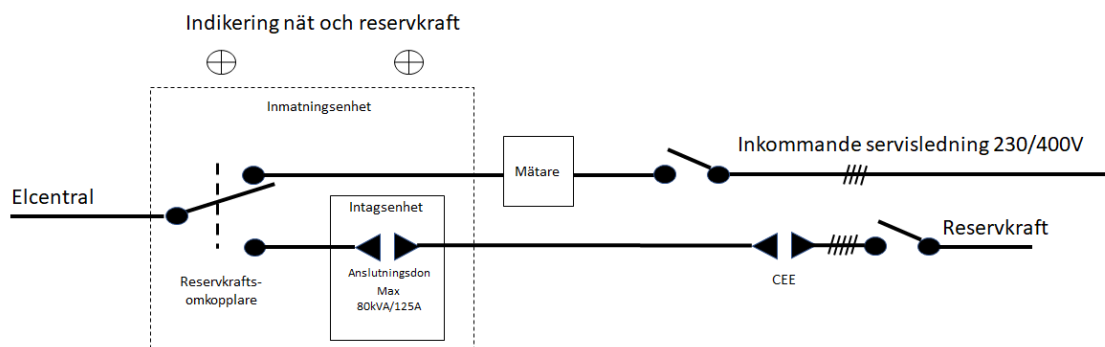 Indikering nät och reservkraft
Inmatningsenhet
Inkommande servisledning 230/400V
Mätare
Elcentral
Intagsenhet
Reservkraft
Anslutningsdon
Max
80kVA/125A
Reservkrafts-
omkopplare
CEE